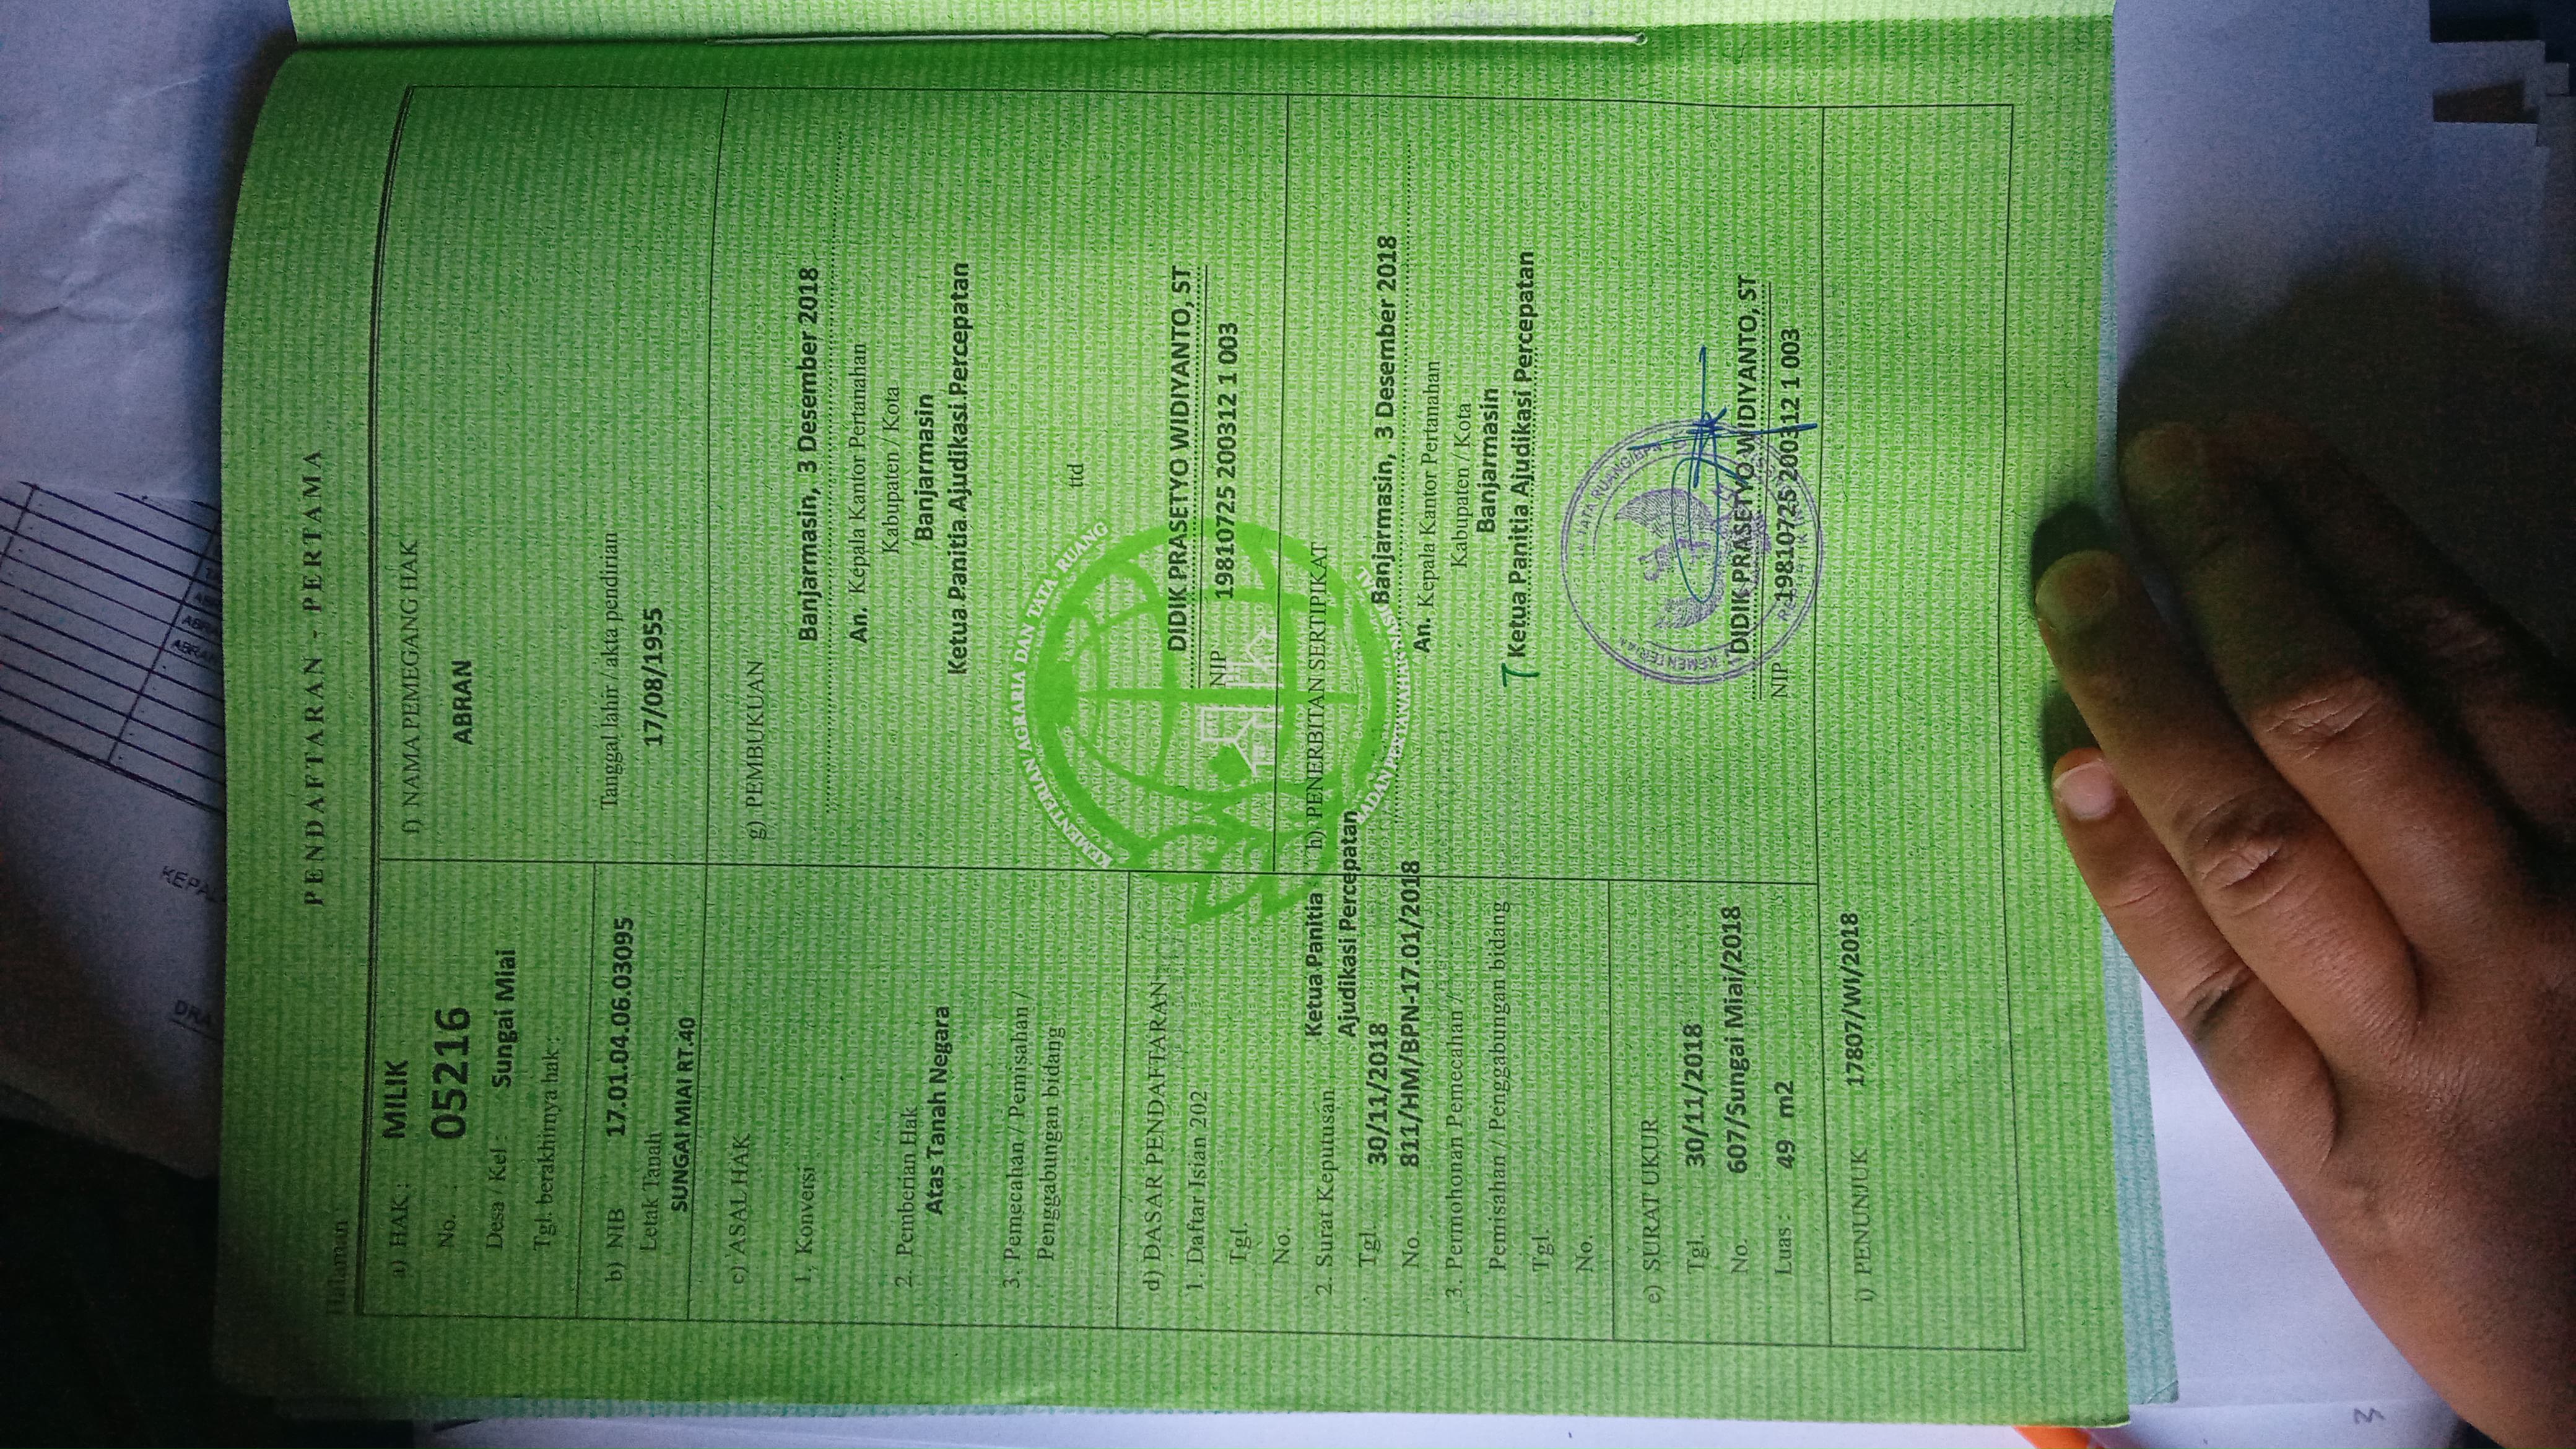 Halaman
PENDAFTARAN - PERTAMA
a) HAK : MILIK
No. : 05216
Desa / Kel : Sungai Miai
Tgl. berakhirnya hak :
b) NIB 17.01.04.06.03095
Letak Tanah
SUNGAI MIAI RT.40
c) ASAL HAK
1. Konversi
2. Pemberian Hak
Atas Tanah Negara
3. Pemecahan / Pemisahan /
Penggabungan bidang
d) DASAR PENDAFTARAN
1. Daftar Isian 202
Tgl.
No.
2. Surat Keputusan Ketua Panitia
Ajudikasi Percepatan Ajudikasi Percepatan
Tgl. 30/11/2018
No. 811/HM/BPN-17.01/2018
3. Permohonan Pemecahan /
Pemisahan / Penggabungan bidang
Tgl.
No.
e) SURAT UKUR
Tgl. 30/11/2018
No. 607/Sungai Miai/2018
Luas : 49 m2
f) NAMA PEMEGANG HAK
ABRAN
Tanggal lahir / akta pendirian
17/08/1955
g) PEMBUKUAN
Banjarmasin, 3 Desember 2018
An. Kepala Kantor Pertanahan
Kabupaten / Kota
Banjarmasin
Ketua Panitia Ajudikasi Percepatan
ttd
DIDIK PRASETYO WIDIYANTO, ST
NIP 19810725 200312 1 003
h) PENERBITAN SERTIPIKAT
Banjarmasin, 3 Desember 2018
An. Kepala Kantor Pertanahan
Kabupaten / Kota
Banjarmasin
Ketua Panitia Ajudikasi Percepatan
DIDIK PRASETYO WIDIYANTO, ST
NIP 19810725 200312 1 003
i) PENUNJUK 17807/WI/2018
KEMENTERIAN AGRARIA DAN TATA RUANG
BADAN PERTANAHAN NASIONAL